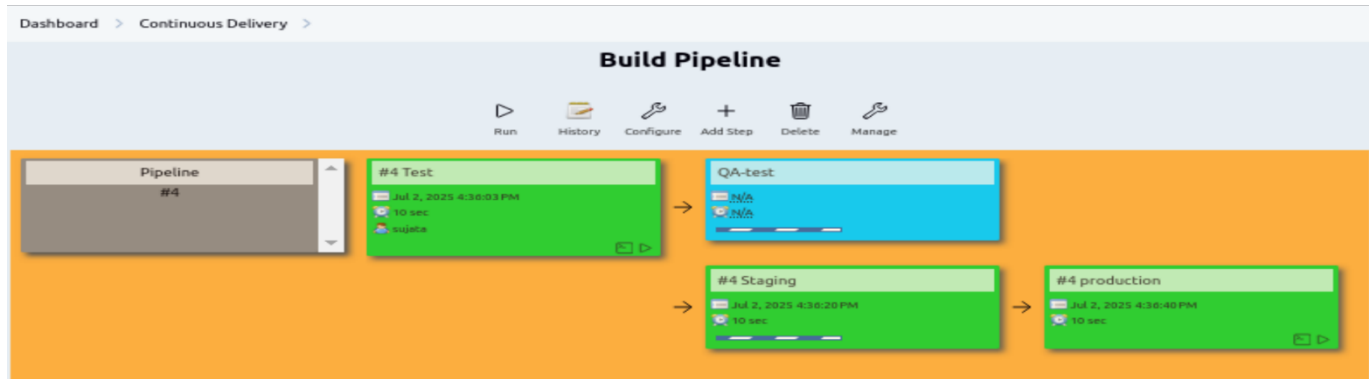 Dashboard > Continuous Delivery >
Build Pipeline
Run History Configure Add Step Delete Manage
Pipeline
#4
#4 Test
Jul 2, 2025 4:36:03 PM
10 sec
sujata
QA-test
N/A
N/A
#4 Staging
Jul 2, 2025 4:36:20 PM
10 sec
#4 production
Jul 2, 2025 4:36:40 PM
10 sec